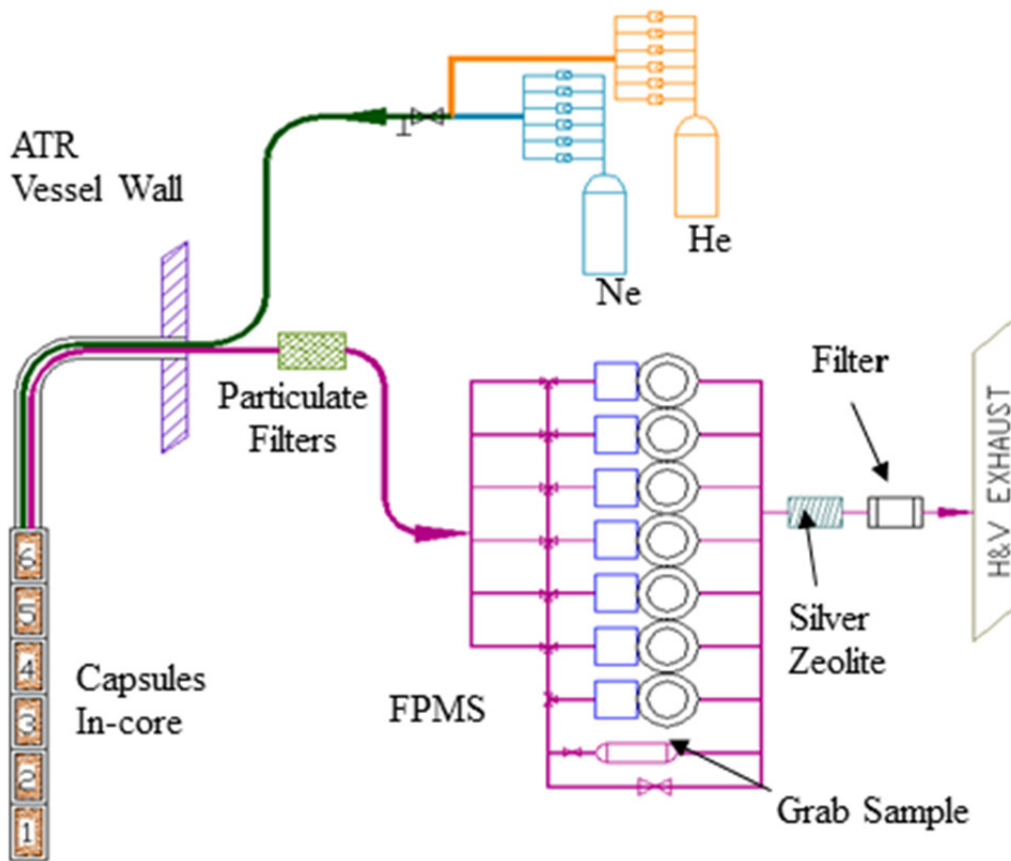 ATR
Vessel Wall
He
Ne
Particulate
Filters
Filter
H&V EXHAUST
6
5
4
3
2
1
Capsules
In-core
FPMS
Silver
Zeolite
Grab Sample